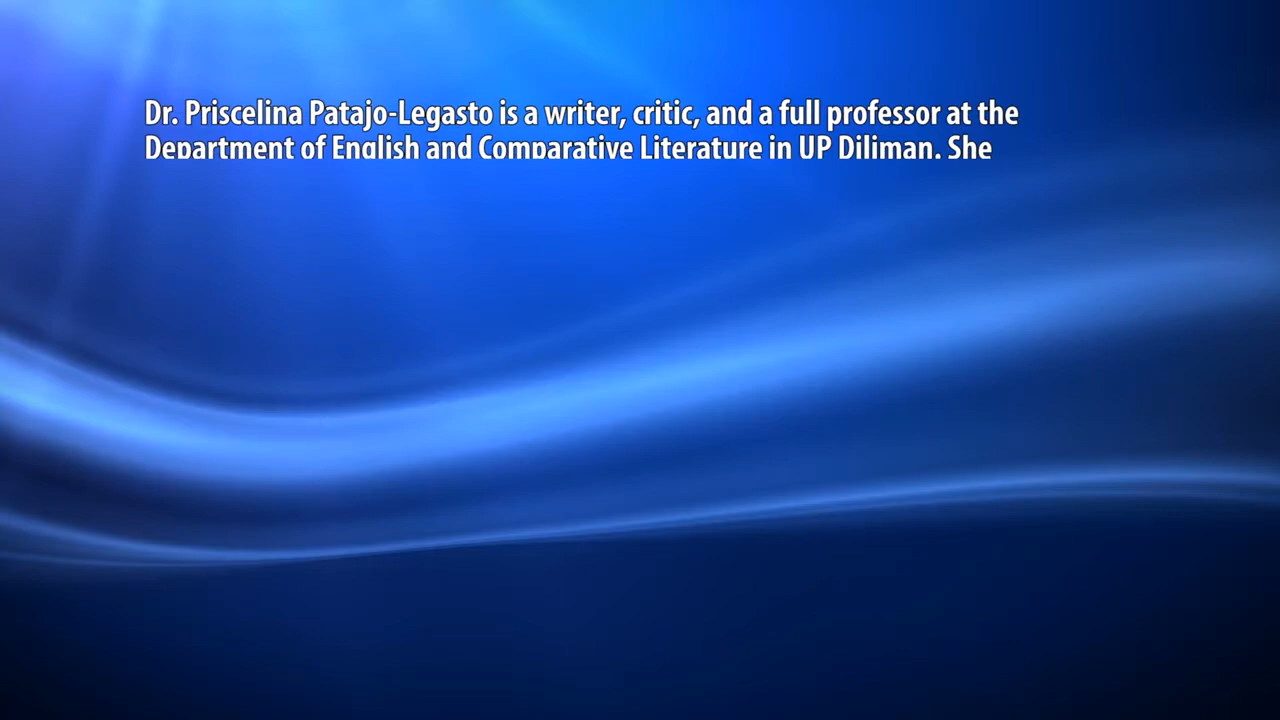 Dr. Priscelina Patajo-Legasto is a writer, critic, and a full professor at the
Department of English and Comparative Literature in UP Diliman. She